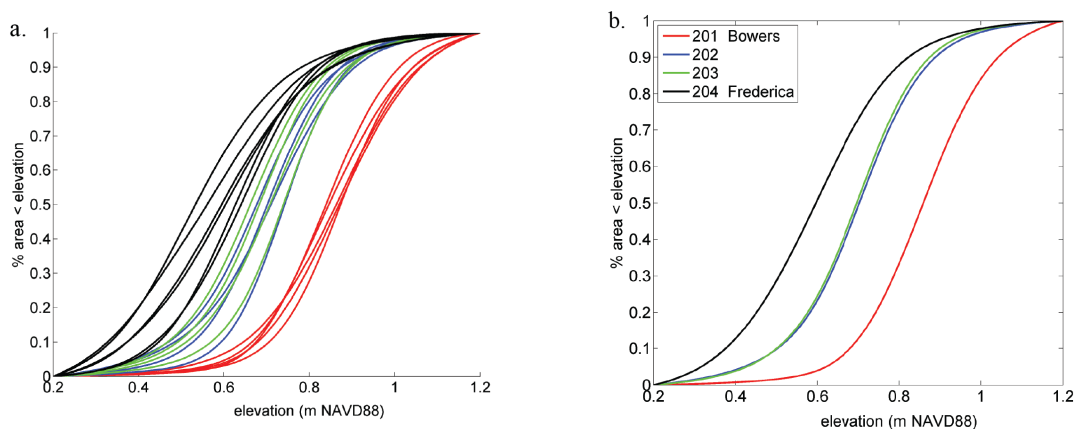 a.
1
0.9
0.8
0.7
0.6
0.5
0.4
0.3
0.2
0.1
0
% area < elevation
0.2 0.4 0.6 0.8 1 1.2
elevation (m NAVD88)
b.
1
0.9
0.8
0.7
0.6
0.5
0.4
0.3
0.2
0.1
0
% area < elevation
201 Bowers
202
203
204 Frederica
0.2 0.4 0.6 0.8 1 1.2
elevation (m NAVD88)